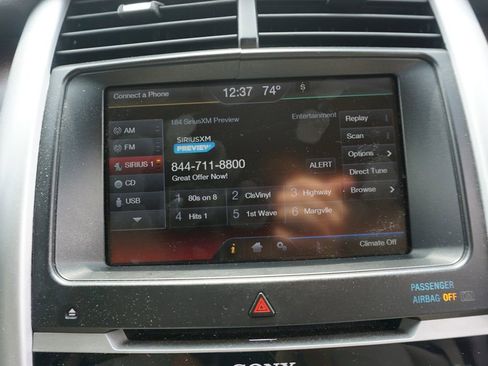 Connect a Phone 12:37 74° S
184 SiriusXM Preview Entertainment
AM
FM
SIRIUS 1
CD
USB
SIRIUSXM
PREVIEW
844-711-8800 ALERT
Great Offer Now!
1 80s on 8 2 ClsVinyl 3 Highway
4 Hits 1 5 1st Wave 6 Margvlle
Replay
Scan
Options >
Direct Tune
Browse >
i Climate Off
PASSENGER
AIRBAG OFF
SONY